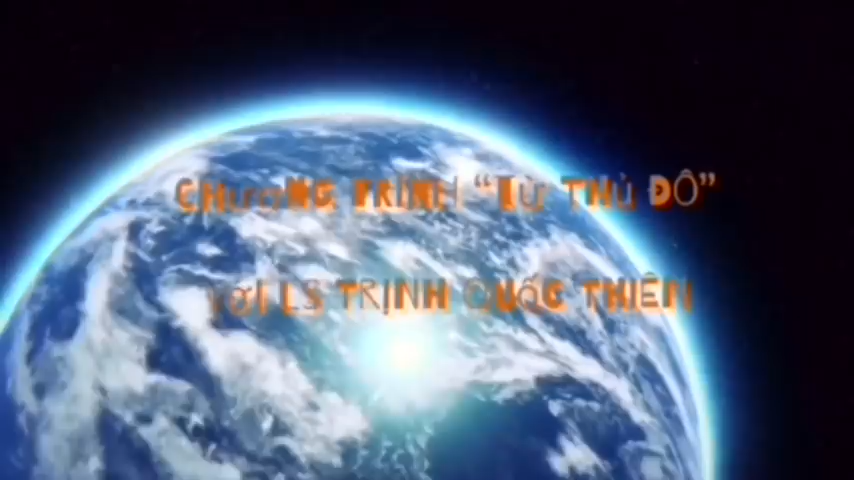 CHƯƠNG TRÌNH “TỪ THỦ ĐÔ”
VỚI LS TRỊNH QUỐC THIÊN